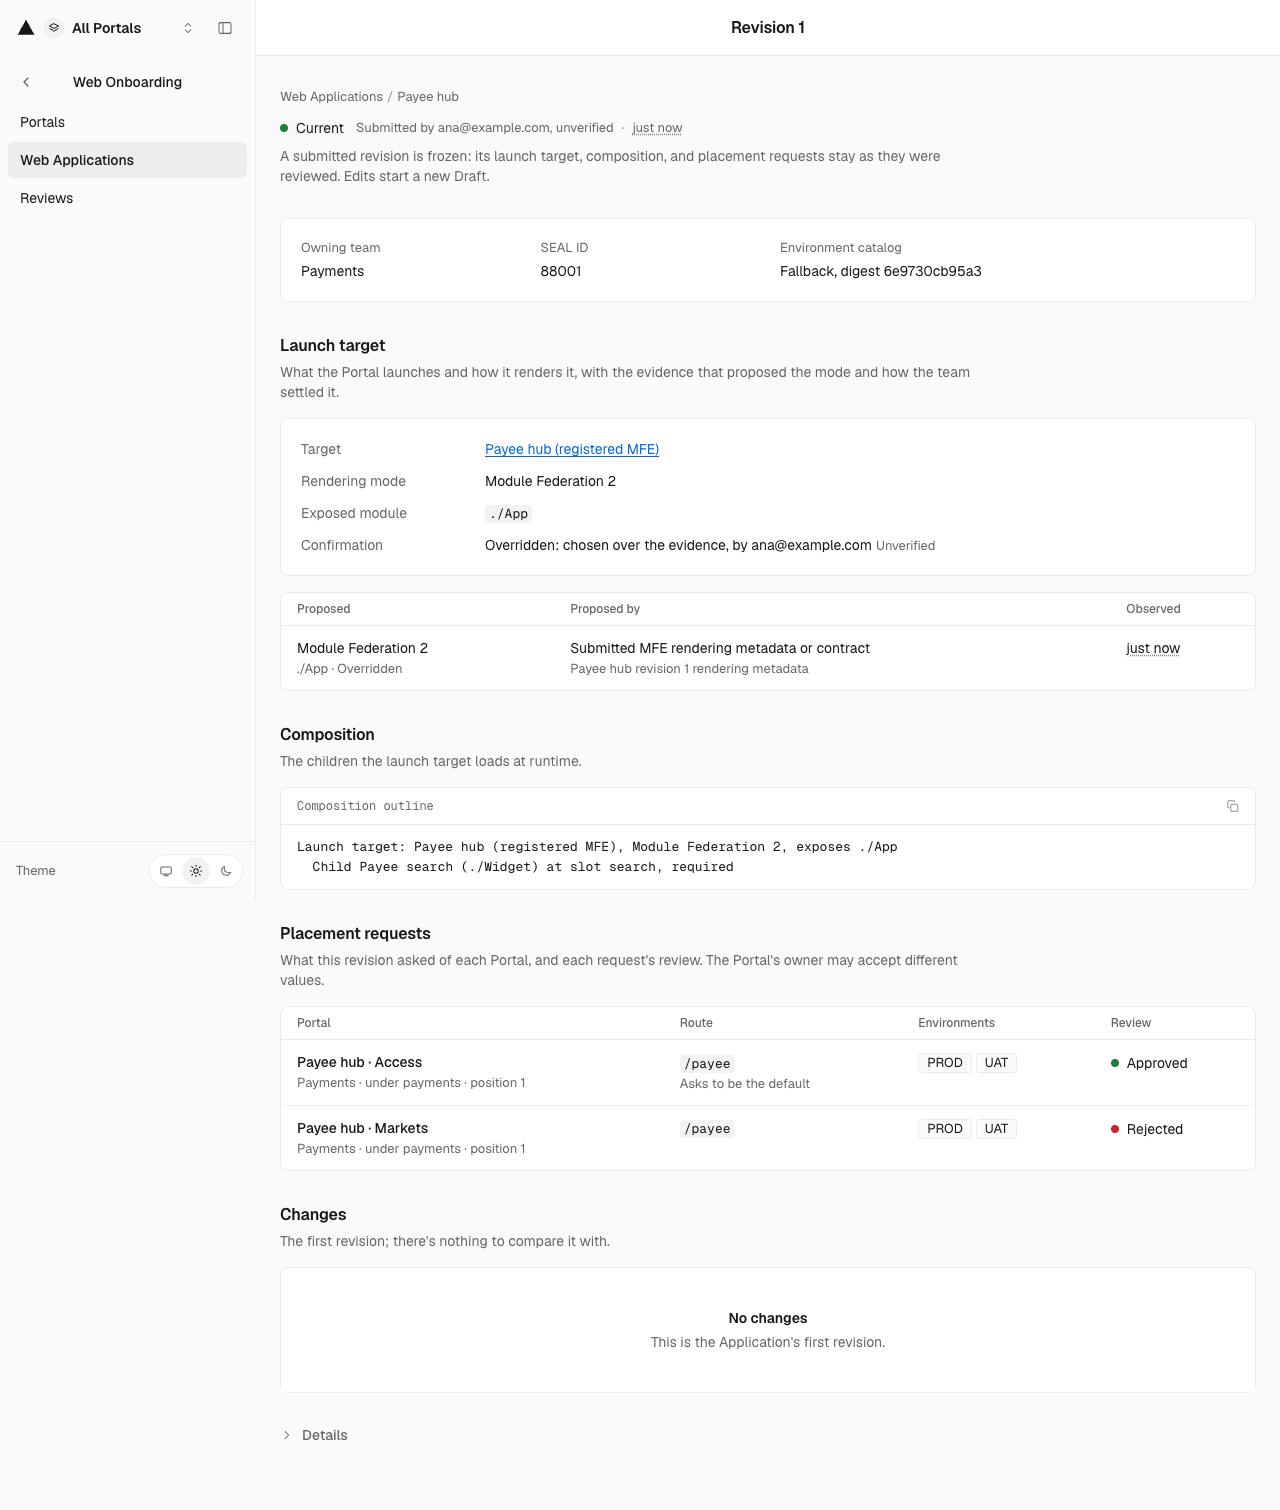 All Portals
Revision 1
Web Onboarding
Portals
Web Applications
Reviews
Theme
Web Applications / Payee hub
Current Submitted by ana@example.com, unverified · just now
A submitted revision is frozen: its launch target, composition, and placement requests stay as they were
reviewed. Edits start a new Draft.
Owning team SEAL ID Environment catalog
Payments 88001 Fallback, digest 6e9730cb95a3
Launch target
What the Portal launches and how it renders it, with the evidence that proposed the mode and how the team
settled it.
Target Payee hub (registered MFE)
Rendering mode Module Federation 2
Exposed module ./App
Confirmation Overridden: chosen over the evidence, by ana@example.com Unverified
Proposed Proposed by Observed
Module Federation 2 Submitted MFE rendering metadata or contract just now
./App · Overridden Payee hub revision 1 rendering metadata
Composition
The children the launch target loads at runtime.
Composition outline
Launch target: Payee hub (registered MFE), Module Federation 2, exposes ./App
Child Payee search (./Widget) at slot search, required
Placement requests
What this revision asked of each Portal, and each request's review. The Portal's owner may accept different
values.
Portal Route Environments Review
Payee hub · Access /payee PROD UAT Approved
Payments · under payments · position 1 Asks to be the default
Payee hub · Markets /payee PROD UAT Rejected
Payments · under payments · position 1
Changes
The first revision; there's nothing to compare it with.
No changes
This is the Application's first revision.
Details